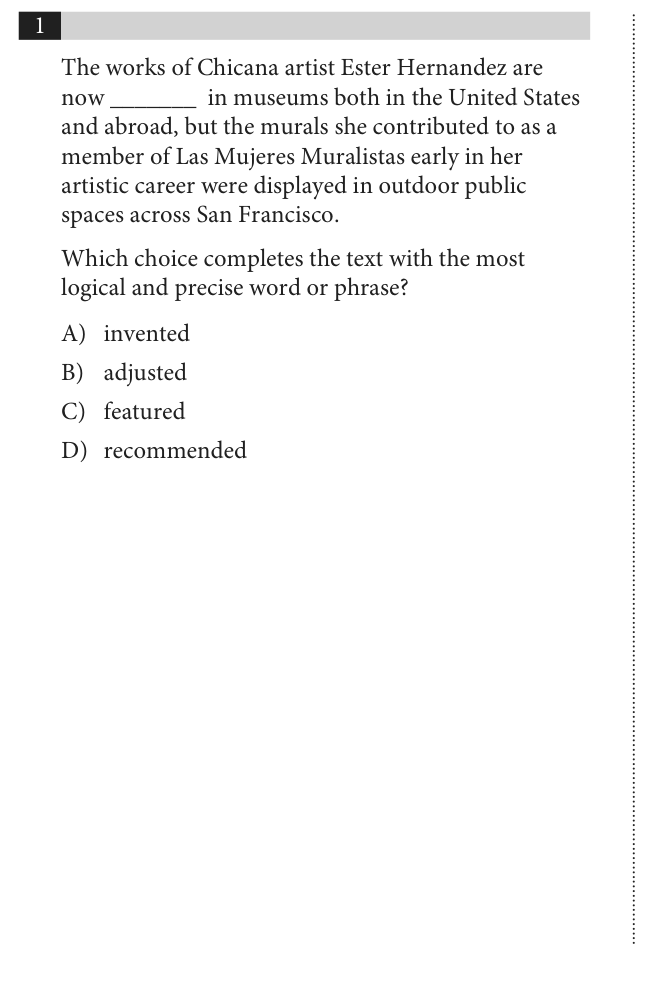 1
The works of Chicana artist Ester Hernandez are
now _______ in museums both in the United States
and abroad, but the murals she contributed to as a
member of Las Mujeres Muralistas early in her
artistic career were displayed in outdoor public
spaces across San Francisco.
Which choice completes the text with the most
logical and precise word or phrase?
A) invented
B) adjusted
C) featured
D) recommended